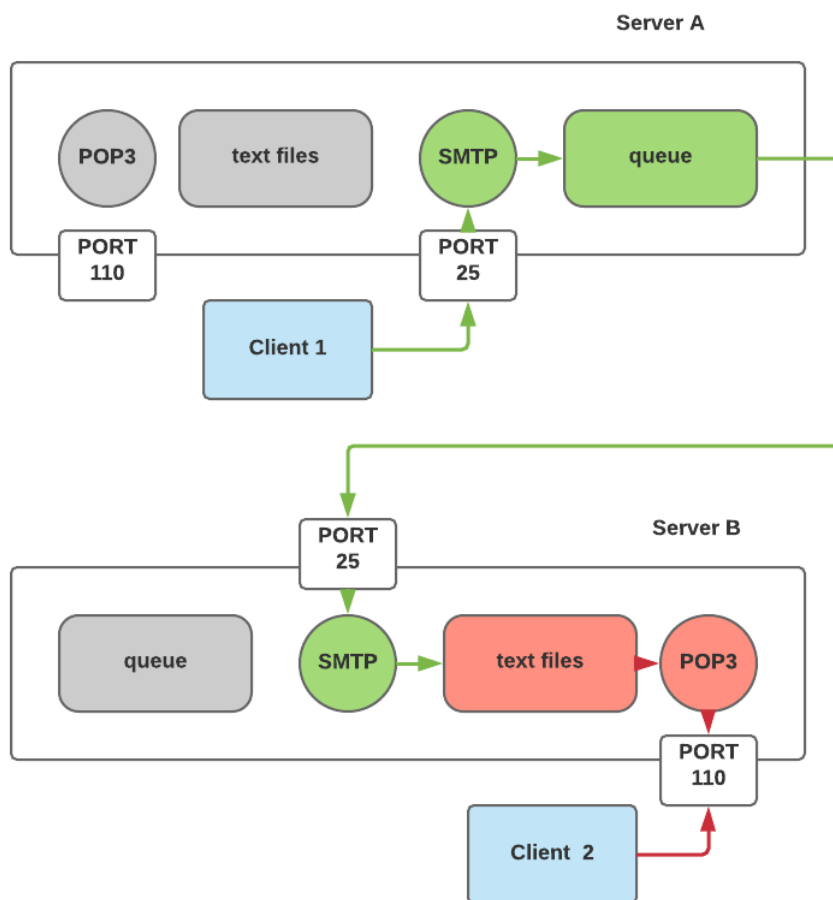 Server A
POP3
text files
SMTP
queue
PORT
110
PORT
25
Client 1
PORT
25
Server B
queue
SMTP
text files
POP3
PORT
110
Client 2